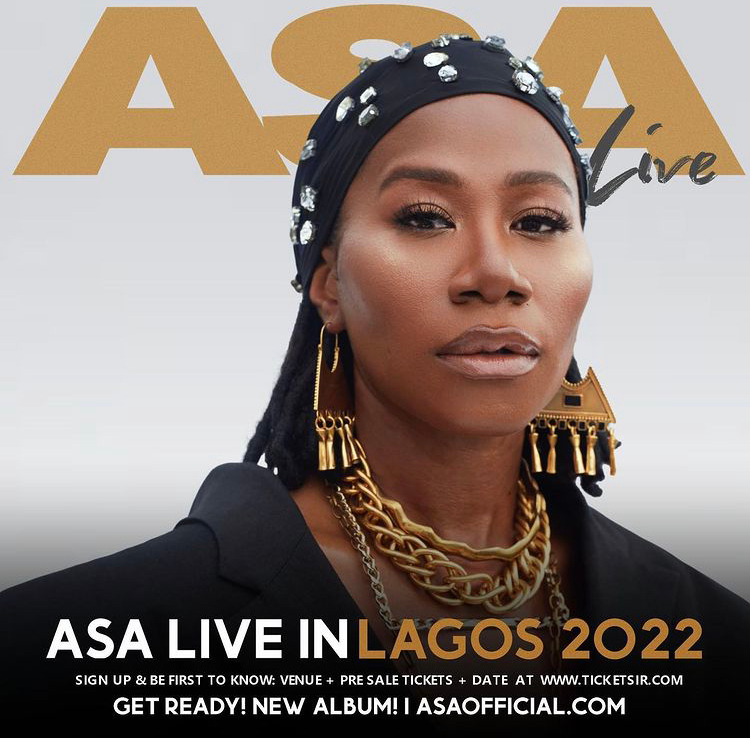 ASA
Live
ASA LIVE IN LAGOS 2022
SIGN UP & BE FIRST TO KNOW: VENUE + PRE SALE TICKETS + DATE AT WWW.TICKETSIR.COM
GET READY! NEW ALBUM! I ASAOFFICIAL.COM